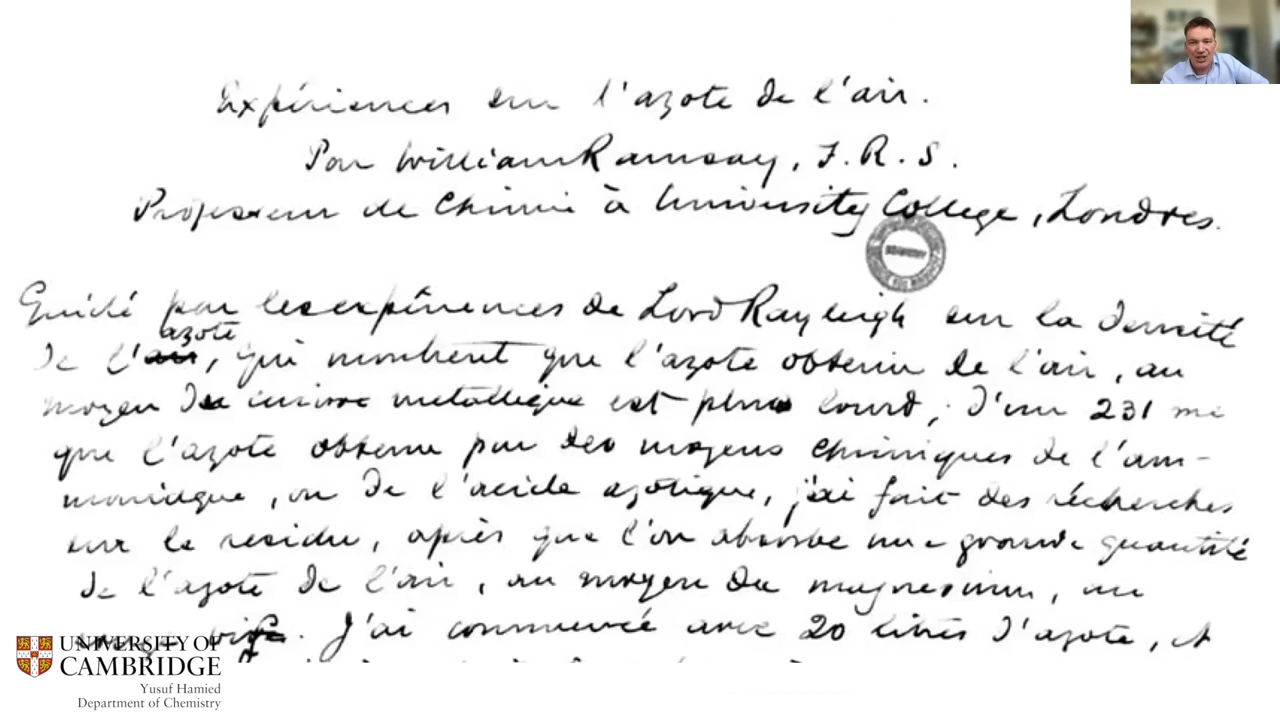 Expériences sur l'azote de l'air.
Par William Ramsay, F.R.S.
Professeur de Chimie à University College, Londres.
Guidé par les expériences de Lord Rayleigh sur la densité
azote
de l'air, qui montrent que l'azote obtenu de l'air, au
moyen du cuivre metallique est plus lourd, d'un 231 me
que l'azote obtenu par des moyens chimiques de l'am-
moniaque, ou de l'acide azotique, j'ai fait des récherches
sur le residu, après que l'on absorbe une grande quantité
de l'azote de l'air, au moyen du magnesium, au
J'ai commencé avec 20 litres d'azote, et
UNIVERSITY OF
CAMBRIDGE
Yusuf Hamied
Department of Chemistry